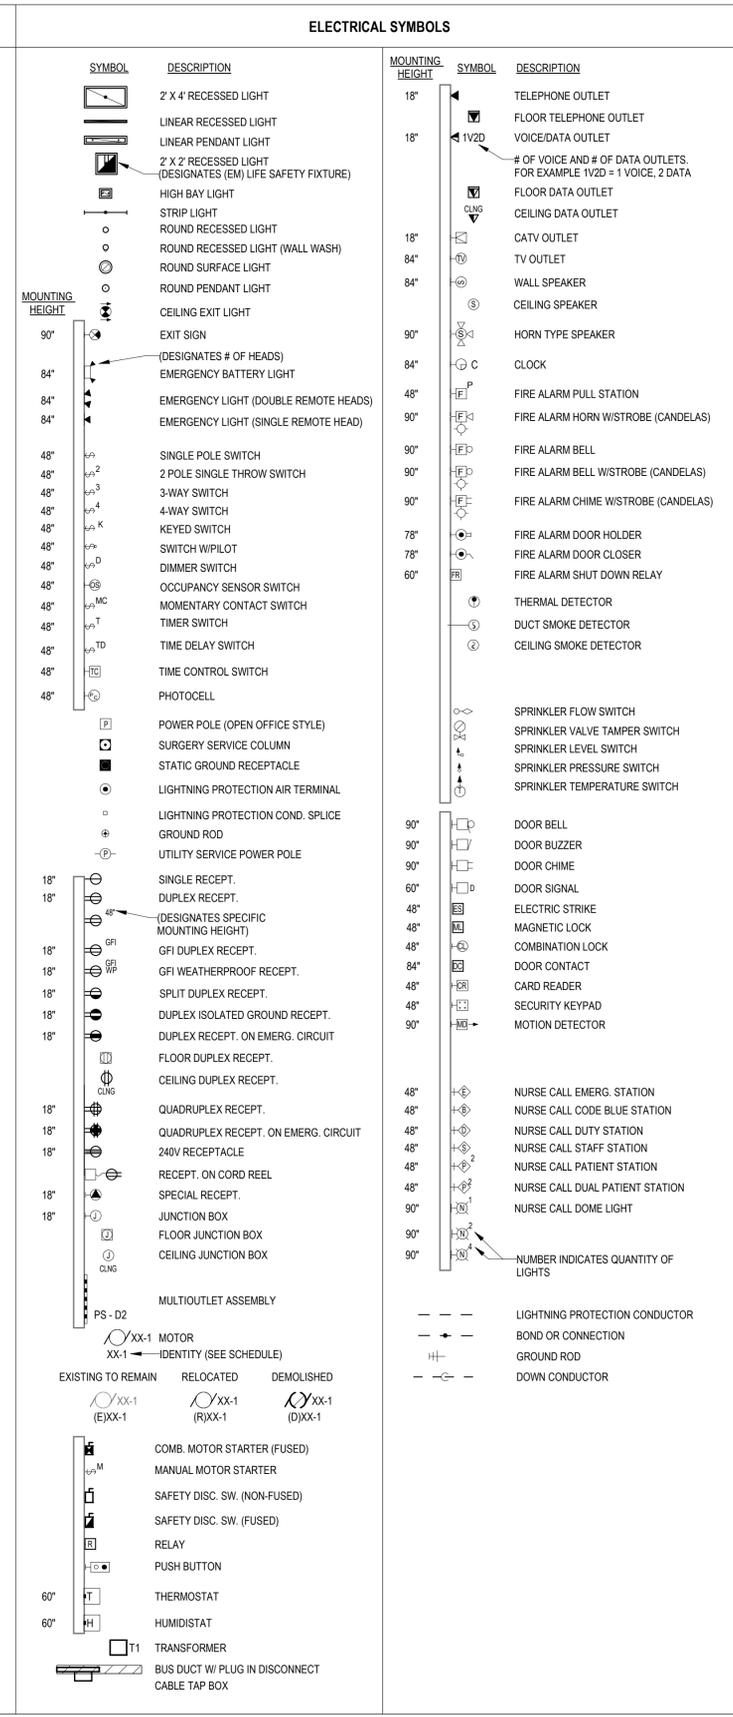 ELECTRICAL SYMBOLS
SYMBOL DESCRIPTION
2' X 4' RECESSED LIGHT
LINEAR RECESSED LIGHT
LINEAR PENDANT LIGHT
2' X 2' RECESSED LIGHT
(DESIGNATES (EM) LIFE SAFETY FIXTURE)
HIGH BAY LIGHT
STRIP LIGHT
ROUND RECESSED LIGHT
ROUND RECESSED LIGHT (WALL WASH)
ROUND SURFACE LIGHT
ROUND PENDANT LIGHT
MOUNTING
HEIGHT
CEILING EXIT LIGHT
90" EXIT SIGN
(DESIGNATES # OF HEADS)
84" EMERGENCY BATTERY LIGHT
84" EMERGENCY LIGHT (DOUBLE REMOTE HEADS)
84" EMERGENCY LIGHT (SINGLE REMOTE HEAD)
48" SINGLE POLE SWITCH
48" 2 2 POLE SINGLE THROW SWITCH
48" 3 3-WAY SWITCH
48" 4 4-WAY SWITCH
48" K KEYED SWITCH
48" SWITCH W/PILOT
48" D DIMMER SWITCH
48" OS OCCUPANCY SENSOR SWITCH
48" MC MOMENTARY CONTACT SWITCH
48" T TIMER SWITCH
48" TD TIME DELAY SWITCH
48" TC TIME CONTROL SWITCH
48" PC PHOTOCELL
P POWER POLE (OPEN OFFICE STYLE)
SURGERY SERVICE COLUMN
STATIC GROUND RECEPTACLE
LIGHTNING PROTECTION AIR TERMINAL
LIGHTNING PROTECTION COND. SPLICE
GROUND ROD
P UTILITY SERVICE POWER POLE
18" SINGLE RECEPT.
18" DUPLEX RECEPT.
48" (DESIGNATES SPECIFIC
MOUNTING HEIGHT)
18" GFI GFI DUPLEX RECEPT.
18" GFI WP GFI WEATHERPROOF RECEPT.
18" SPLIT DUPLEX RECEPT.
18" DUPLEX ISOLATED GROUND RECEPT.
18" DUPLEX RECEPT. ON EMERG. CIRCUIT
FLOOR DUPLEX RECEPT.
CEILING DUPLEX RECEPT.
CLNG
18" QUADRUPLEX RECEPT.
18" QUADRUPLEX RECEPT. ON EMERG. CIRCUIT
18" 240V RECEPTACLE
RECEPT. ON CORD REEL
18" SPECIAL RECEPT.
18" J JUNCTION BOX
J FLOOR JUNCTION BOX
J CEILING JUNCTION BOX
CLNG
MULTIOUTLET ASSEMBLY
PS - D2
XX-1 MOTOR
XX-1 IDENTITY (SEE SCHEDULE)
EXISTING TO REMAIN RELOCATED DEMOLISHED
XX-1 XX-1 XX-1
(E)XX-1 (R)XX-1 (D)XX-1
COMB. MOTOR STARTER (FUSED)
M MANUAL MOTOR STARTER
SAFETY DISC. SW. (NON-FUSED)
SAFETY DISC. SW. (FUSED)
R RELAY
PUSH BUTTON
60" T THERMOSTAT
60" H HUMIDISTAT
T1 TRANSFORMER
BUS DUCT W/ PLUG IN DISCONNECT
CABLE TAP BOX
MOUNTING
HEIGHT SYMBOL DESCRIPTION
18" TELEPHONE OUTLET
FLOOR TELEPHONE OUTLET
18" 1V2D VOICE/DATA OUTLET
# OF VOICE AND # OF DATA OUTLETS.
FOR EXAMPLE 1V2D = 1 VOICE, 2 DATA
FLOOR DATA OUTLET
CLNG CEILING DATA OUTLET
18" CATV OUTLET
84" TV TV OUTLET
84" S WALL SPEAKER
S CEILING SPEAKER
90" S HORN TYPE SPEAKER
84" C CLOCK
48" F P FIRE ALARM PULL STATION
90" F FIRE ALARM HORN W/STROBE (CANDELAS)
90" F FIRE ALARM BELL
90" F FIRE ALARM BELL W/STROBE (CANDELAS)
90" F FIRE ALARM CHIME W/STROBE (CANDELAS)
78" FIRE ALARM DOOR HOLDER
78" FIRE ALARM DOOR CLOSER
60" FR FIRE ALARM SHUT DOWN RELAY
THERMAL DETECTOR
DUCT SMOKE DETECTOR
CEILING SMOKE DETECTOR
SPRINKLER FLOW SWITCH
SPRINKLER VALVE TAMPER SWITCH
SPRINKLER LEVEL SWITCH
SPRINKLER PRESSURE SWITCH
SPRINKLER TEMPERATURE SWITCH
90" DOOR BELL
90" DOOR BUZZER
90" DOOR CHIME
60" D DOOR SIGNAL
48" ES ELECTRIC STRIKE
48" ML MAGNETIC LOCK
48" CL COMBINATION LOCK
84" DC DOOR CONTACT
48" CR CARD READER
48" SECURITY KEYPAD
90" MD MOTION DETECTOR
48" E NURSE CALL EMERG. STATION
48" B NURSE CALL CODE BLUE STATION
48" D NURSE CALL DUTY STATION
48" S NURSE CALL STAFF STATION
48" P 2 NURSE CALL PATIENT STATION
48" P 2 NURSE CALL DUAL PATIENT STATION
90" N 1 NURSE CALL DOME LIGHT
90" N 2
90" N 4 NUMBER INDICATES QUANTITY OF
LIGHTS
LIGHTNING PROTECTION CONDUCTOR
BOND OR CONNECTION
GROUND ROD
DOWN CONDUCTOR